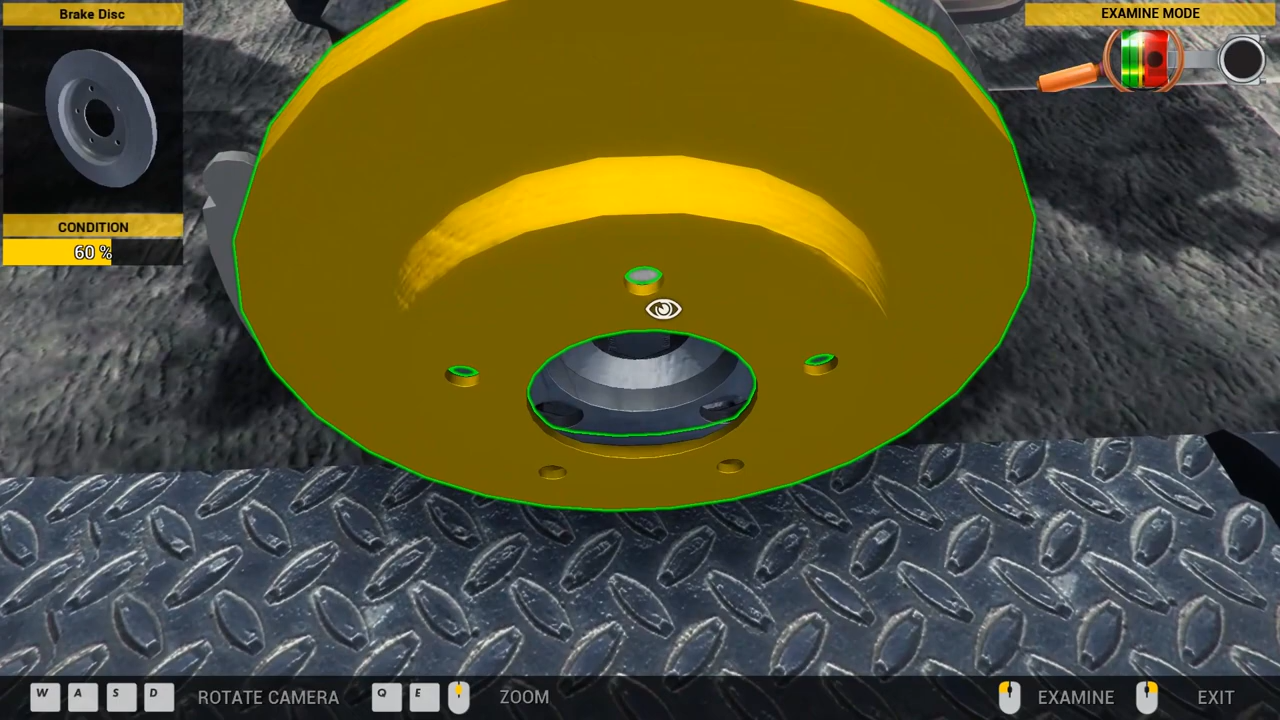 Brake Disc
CONDITION
60 %
EXAMINE MODE
W A S D ROTATE CAMERA Q E ZOOM EXAMINE EXIT